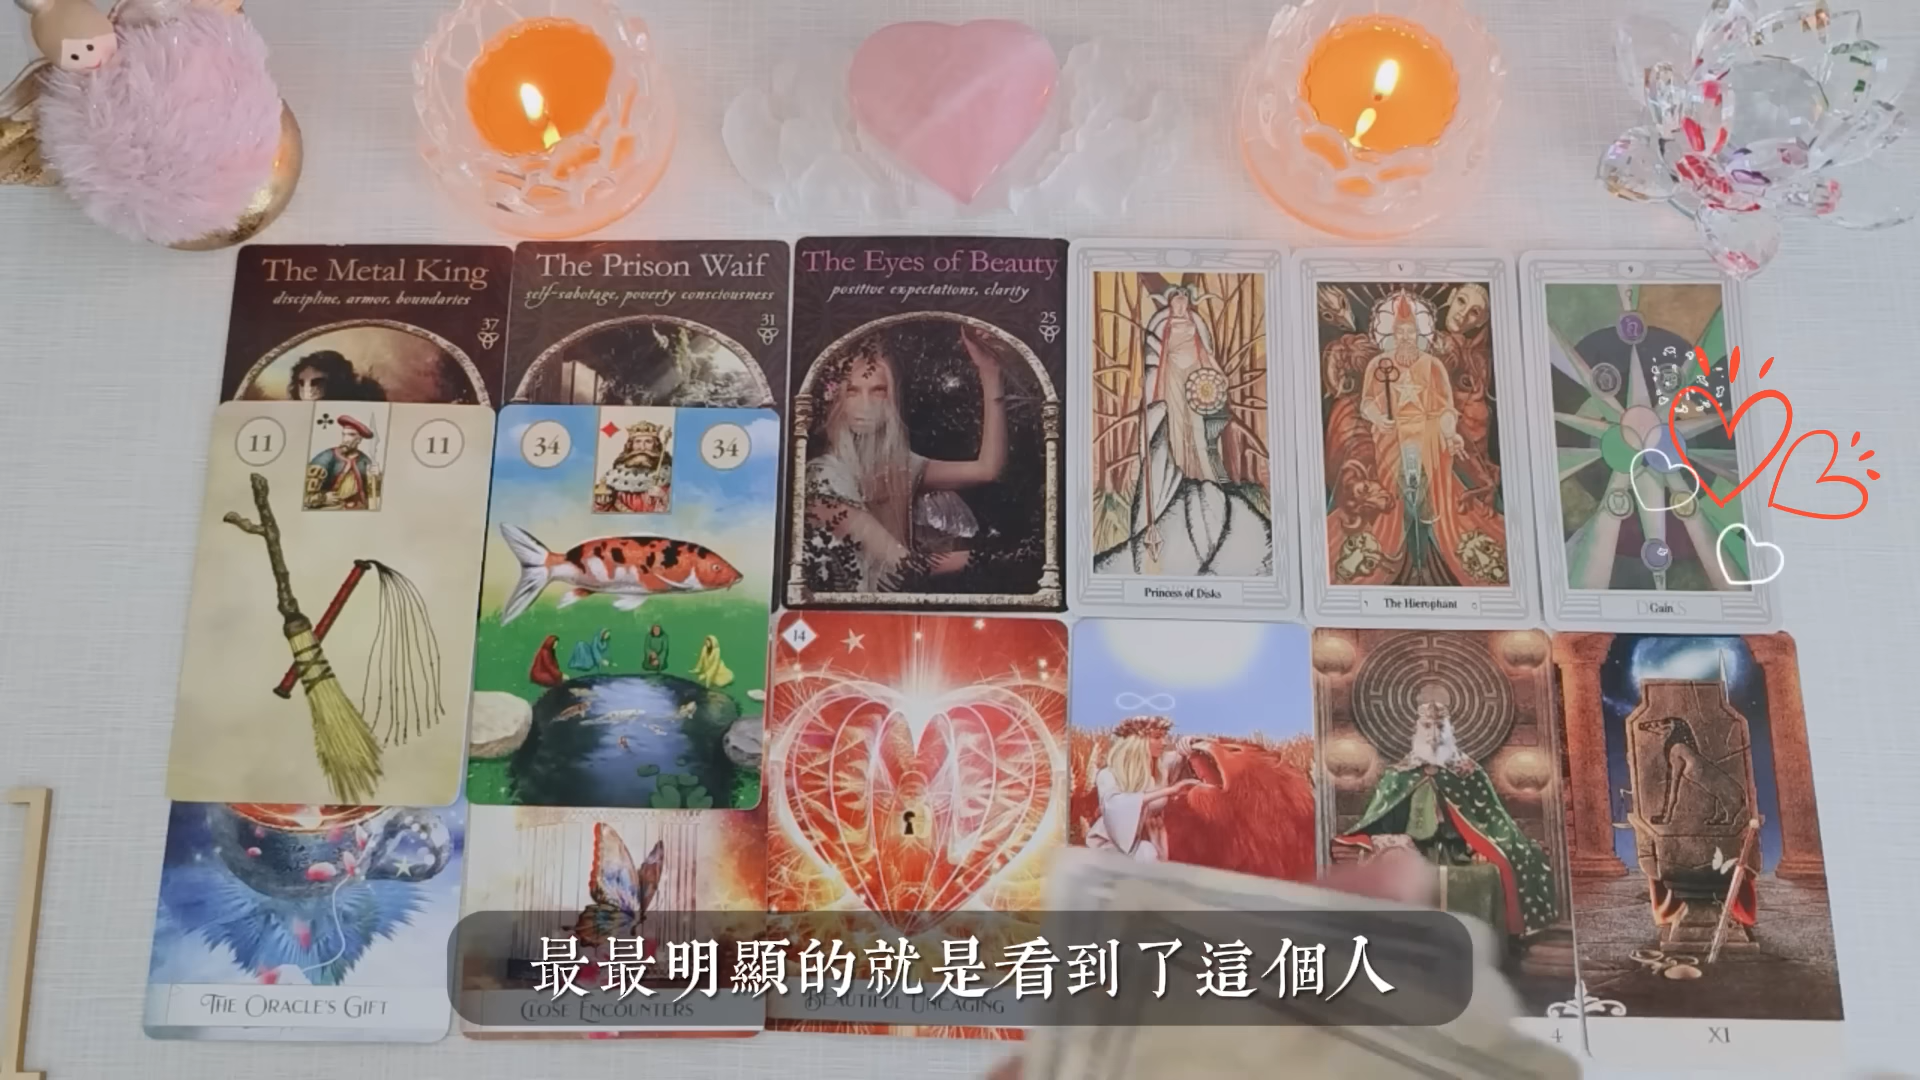 The Metal King
discipline, armor, boundaries
37
The Prison Waif
self-sabotage, poverty consciousness
31
The Eyes of Beauty
positive expectations, clarity
25
V
9
11
11
34
34
Princess of Disks
The Hierophant
Gain
14
THE ORACLE'S GIFT
CLOSE ENCOUNTERS
BEAUTIFUL UNCAGING
4
XI
最最明顯的就是看到了這個人